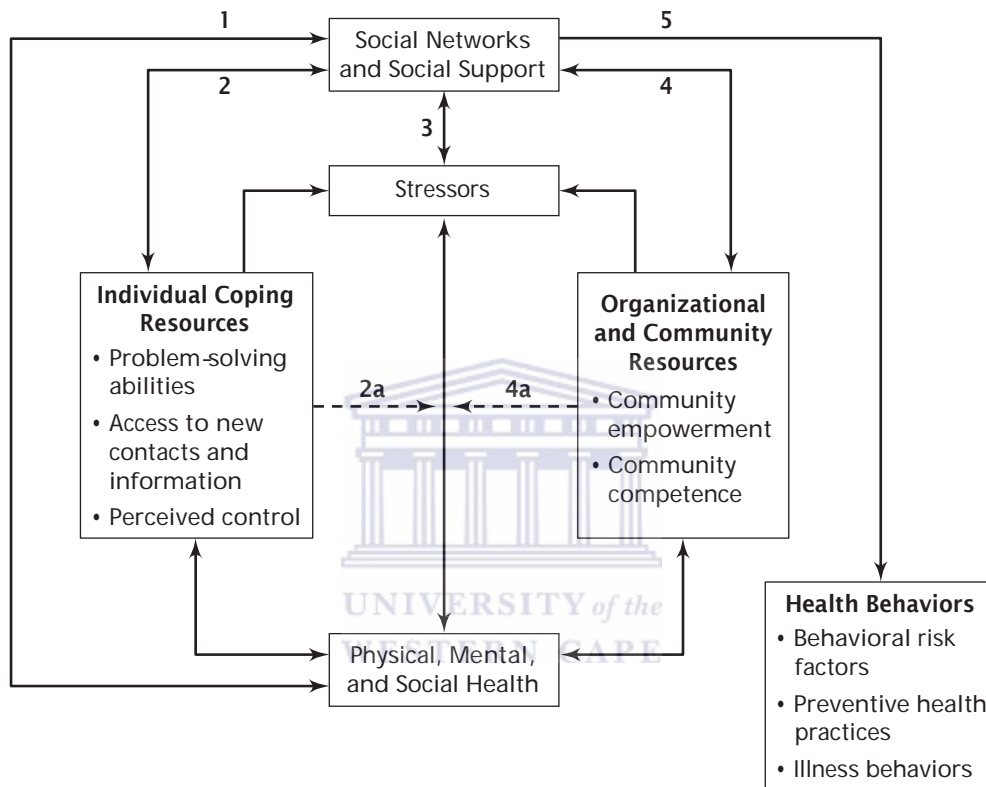 1
5
Social Networks
and Social Support
2
4
3
Stressors
Individual Coping
Resources
• Problem-solving
abilities
• Access to new
contacts and
information
• Perceived control
2a
4a
Organizational
and Community
Resources
• Community
empowerment
• Community
competence
UNIVERSITY of the
WESTERN CAPE
Physical, Mental,
and Social Health
Health Behaviors
• Behavioral risk
factors
• Preventive health
practices
• Illness behaviors